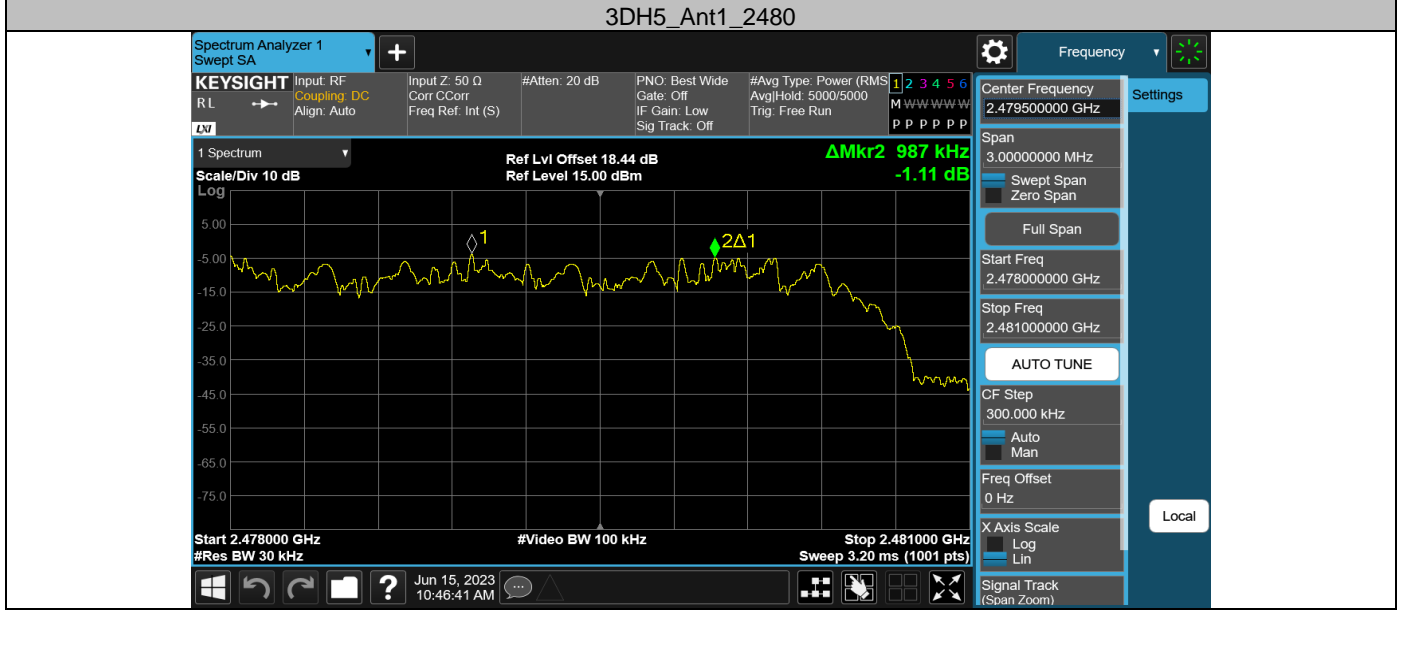 3DH5_Ant1_2480
Spectrum Analyzer 1
Swept SA
+
Frequency
KEYSIGHT
R L
LXI
Input: RF
Coupling: DC
Align: Auto
Input Z: 50 Ω
Corr CCorr
Freq Ref: Int (S)
#Atten: 20 dB
PNO: Best Wide
Gate: Off
IF Gain: Low
Sig Track: Off
#Avg Type: Power (RMS
Avg|Hold: 5000/5000
Trig: Free Run
1 2 3 4 5 6
M W W W W W
P P P P P P
1 Spectrum
Scale/Div 10 dB
Log
Ref Lvl Offset 18.44 dB
Ref Level 15.00 dBm
ΔMkr2 987 kHz
-1.11 dB
5.00
-5.00
-15.0
-25.0
-35.0
-45.0
-55.0
-65.0
-75.0
1
2Δ1
Start 2.478000 GHz
#Res BW 30 kHz
#Video BW 100 kHz
Stop 2.481000 GHz
Sweep 3.20 ms (1001 pts)
?
Jun 15, 2023
10:46:41 AM
Center Frequency
2.479500000 GHz
Span
3.00000000 MHz
Swept Span
Zero Span
Full Span
Start Freq
2.478000000 GHz
Stop Freq
2.481000000 GHz
AUTO TUNE
CF Step
300.000 kHz
Auto
Man
Freq Offset
0 Hz
X Axis Scale
Log
Lin
Signal Track
(Span Zoom)
Settings
Local